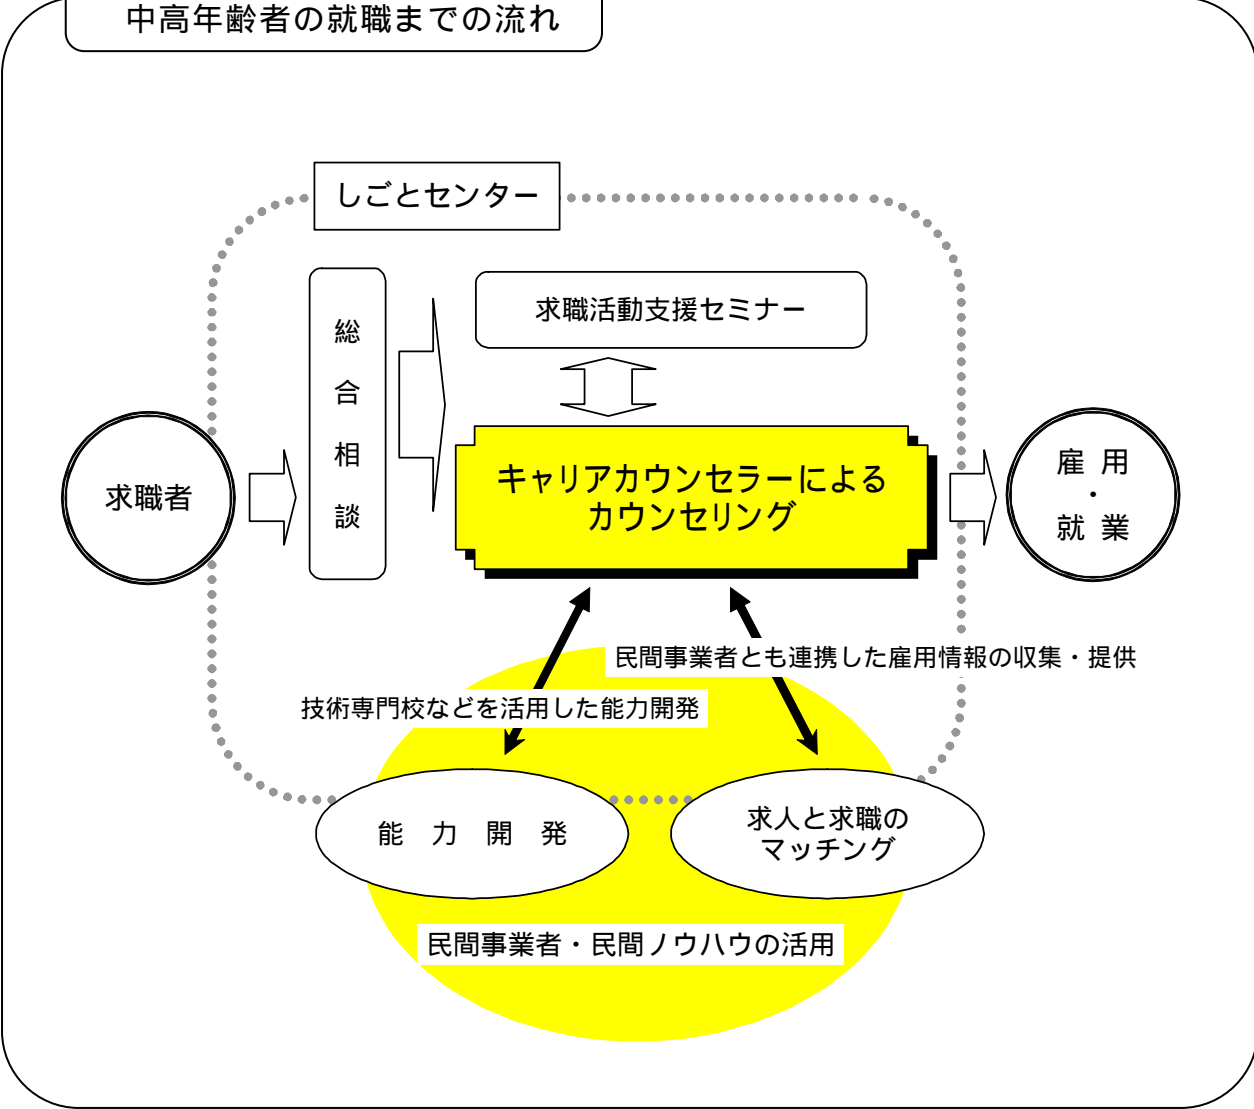 中高年齢者の就職までの流れ
しごとセンター
求職活動支援セミナー
総
合
相
談
求職者
キャリアカウンセラーによる
カウンセリング
雇 用
・
就 業
民間事業者とも連携した雇用情報の収集・提供
技術専門校などを活用した能力開発
能 力 開 発
求人と求職の
マッチング
民間事業者・民間ノウハウの活用